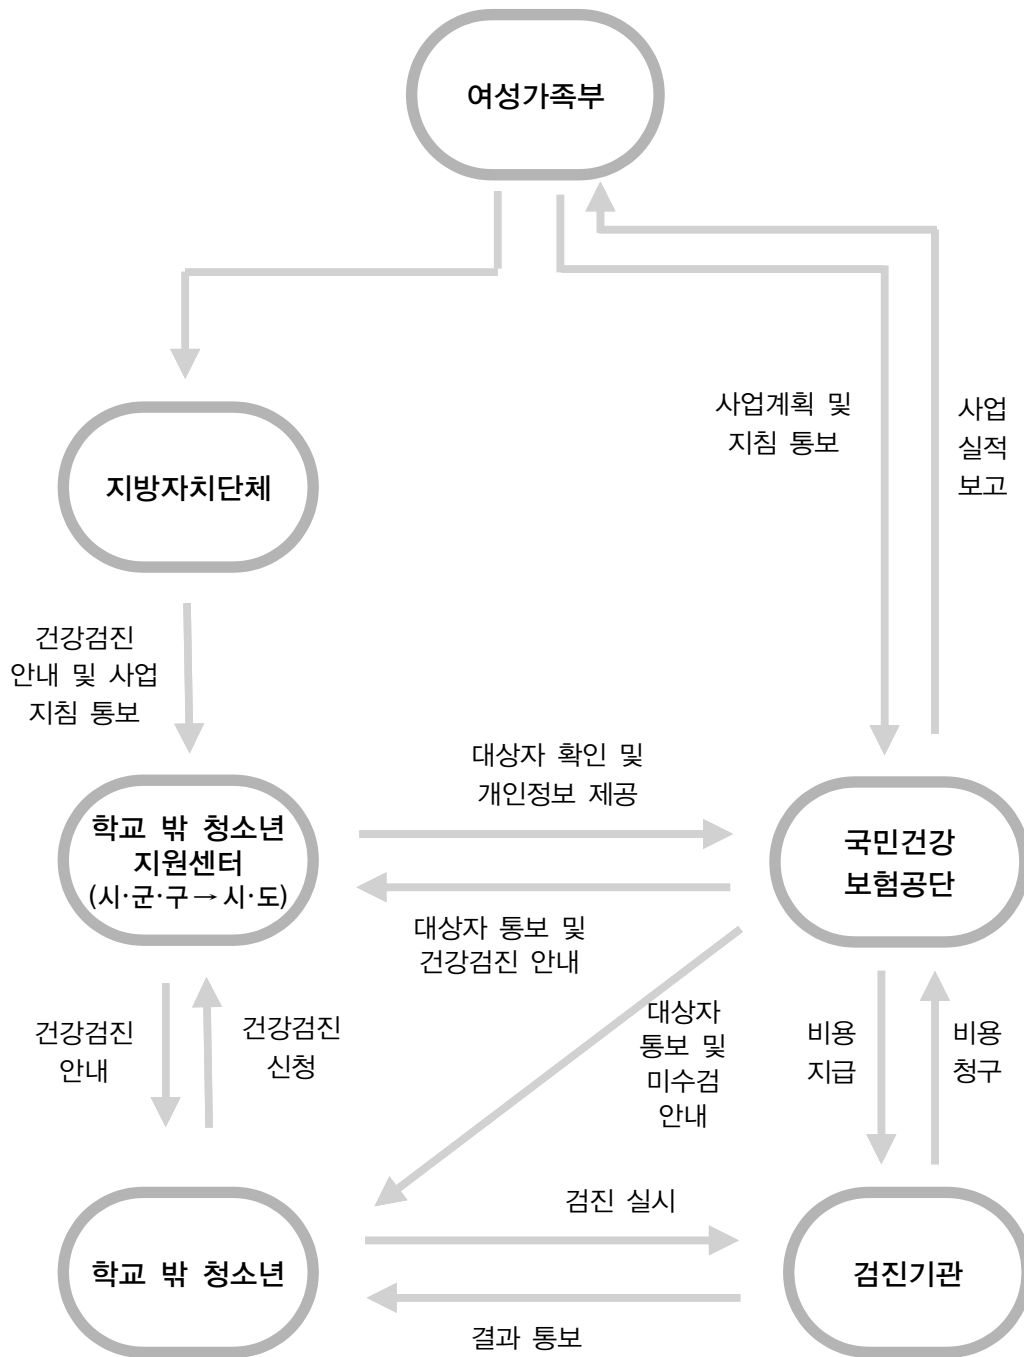 여성가족부
사업계획 및
지침 통보
사업
실적
보고
지방자치단체
건강검진
안내 및 사업
지침 통보
대상자 확인 및
개인정보 제공
학교 밖 청소년
지원센터
(시·군·구→시·도)
국민건강
보험공단
대상자 통보 및
건강검진 안내
건강검진
안내
건강검진
신청
대상자
통보 및
미수검
안내
비용
지급
비용
청구
검진 실시
학교 밖 청소년
검진기관
결과 통보